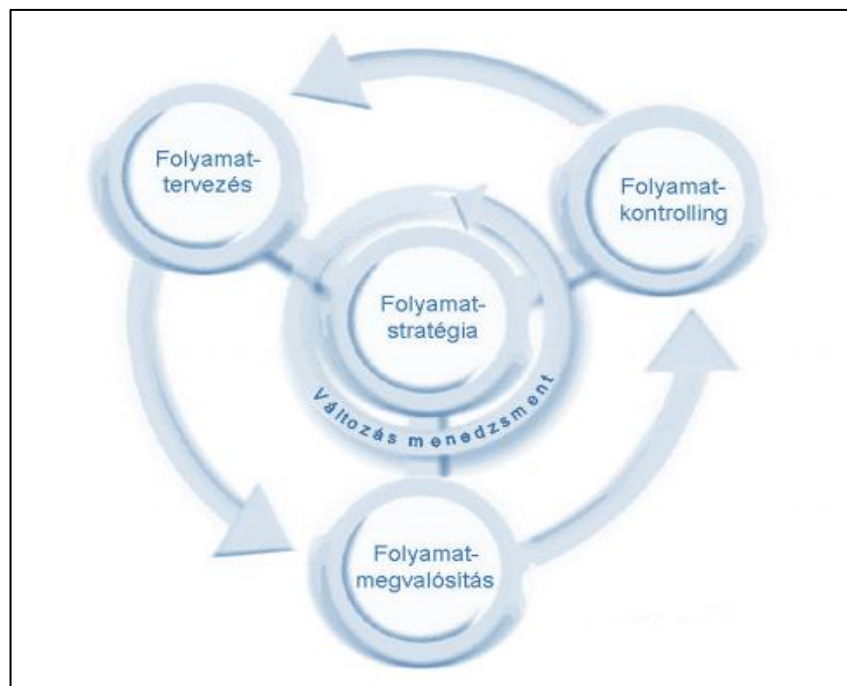 Folyamat-
tervezés
Folyamat-
kontrolling
Folyamat-
stratégia
Változás menedzsment
Folyamat-
megvalósítás